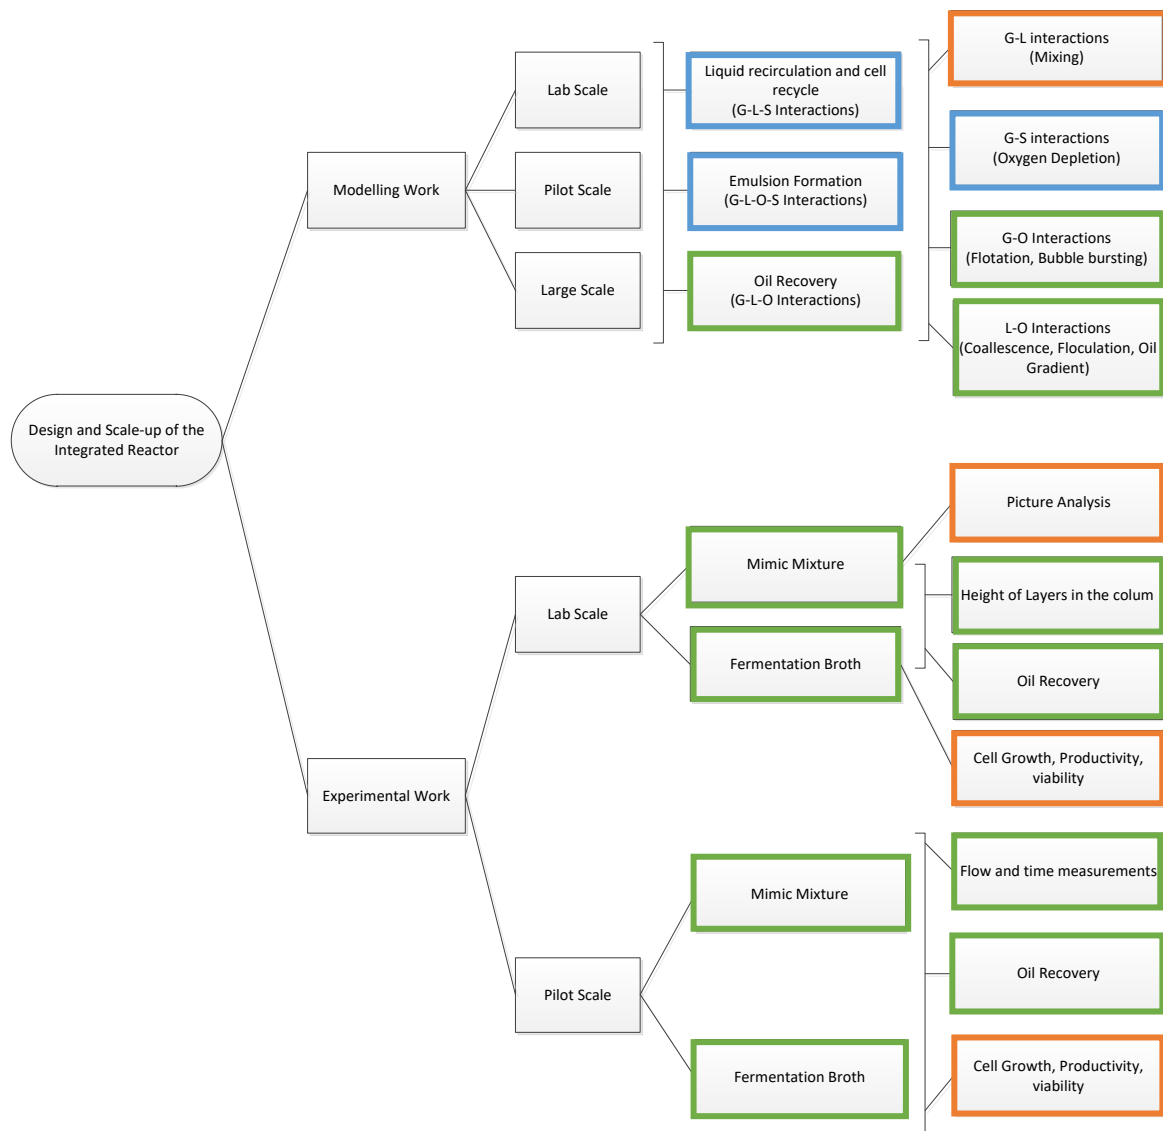 Design and Scale-up of the
Integrated Reactor
Modelling Work
Lab Scale
Pilot Scale
Large Scale
Liquid recirculation and cell
recycle
(G-L-S Interactions)
Emulsion Formation
(G-L-O-S Interactions)
Oil Recovery
(G-L-O Interactions)
G-L interactions
(Mixing)
G-S interactions
(Oxygen Depletion)
G-O Interactions
(Flotation, Bubble bursting)
L-O Interactions
(Coallescence, Floculation, Oil
Gradient)
Experimental Work
Lab Scale
Mimic Mixture
Fermentation Broth
Picture Analysis
Height of Layers in the colum
Oil Recovery
Cell Growth, Productivity,
viability
Pilot Scale
Mimic Mixture
Fermentation Broth
Flow and time measurements
Oil Recovery
Cell Growth, Productivity,
viability